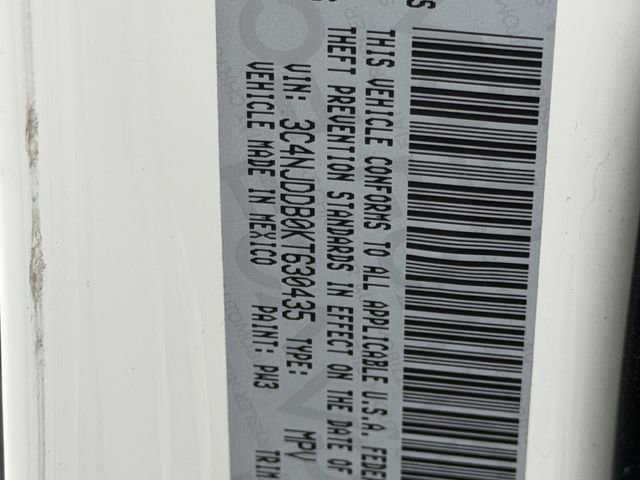 THIS VEHICLE CONFORMS TO ALL APPLICABLE U.S.A. FEDE
THEFT PREVENTION STANDARDS IN EFFECT ON THE DATE OF
VIN: 3C4NJDDB0KT630435 TYPE: MPV
VEHICLE MADE IN MEXICO PAINT: PW3 TRIM